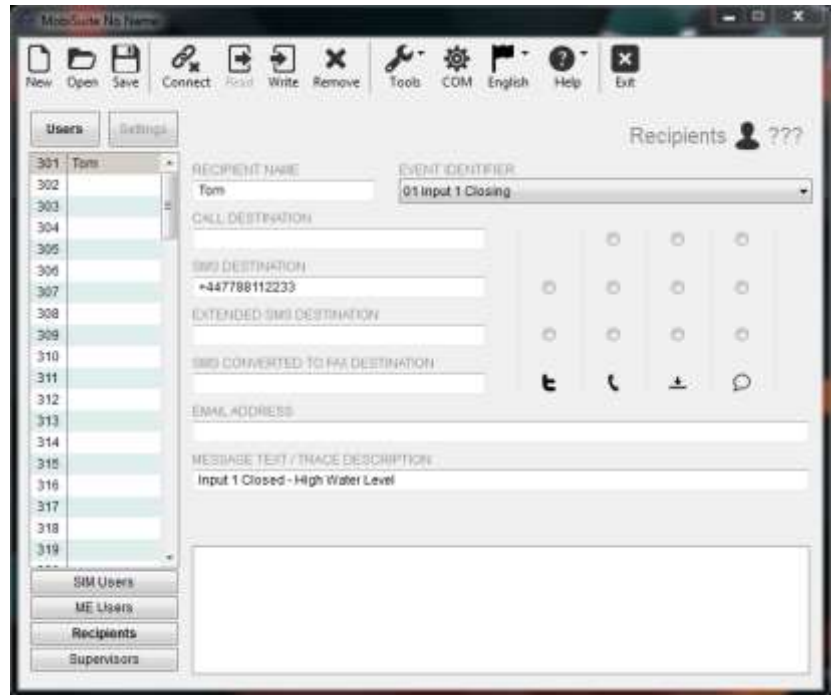 MobiSuite No Name
New Open Save Connect Read Write Remove Tools COM English Help Exit
Users Settings
Recipients ???
301 Tom
302
303
304
305
306
307
308
309
310
311
312
313
314
315
316
317
318
319
SIM Users
ME Users
Recipients
Supervisors
RECIPIENT NAME EVENT IDENTIFIER
Tom 01 Input 1 Closing
CALL DESTINATION
SMS DESTINATION
+447788112233
EXTENDED SMS DESTINATION
SMS CONVERTED TO FAX DESTINATION
EMAIL ADDRESS
MESSAGE TEXT / TRACE DESCRIPTION
Input 1 Closed - High Water Level